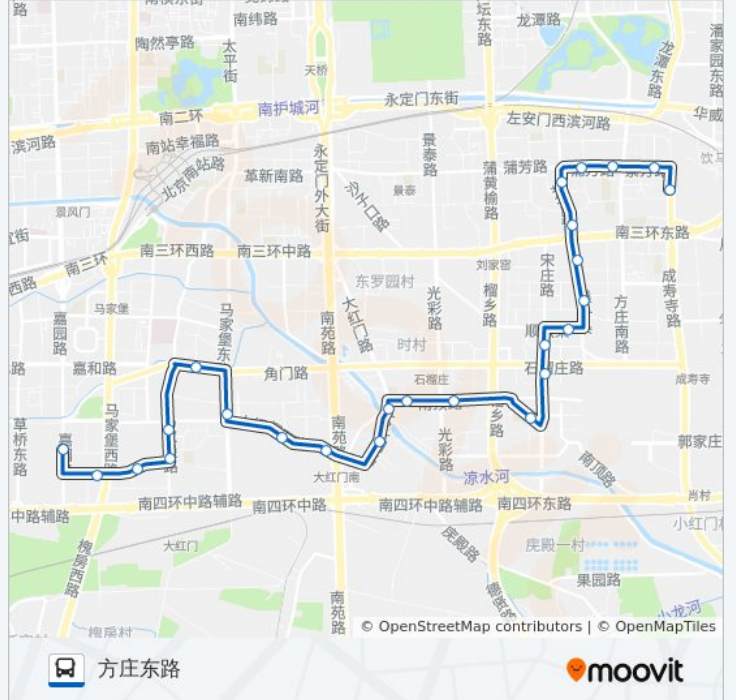 南纬路
坛东路
龙潭路
潘家园东路
陶然亭路
太平街
天桥
龙潭东路
永定门东街
南护城河
南二环
左安门西滨河路
华威
滨河路
南站幸福路
北京南站路
革新南路
永定门外大街
沙子口路
景泰路
景泰
蒲黄榆路
蒲芳路
饮马
景风门
南三环
南三环西路
南三环中路
南三环东路
西路
刘家窑
宋庄路
东罗园村
马家堡
嘉园路
马家堡东
南苑路
大红门路
光彩路
榴乡路
方庄南路
成寿寺路
时村
嘉和路
角门路
石榴庄
成寿寺
草桥东路
马家堡西路
光彩路
郭家庄
大红门南
凉水河
南顶路
肖村
中路辅路
南四环中路辅路
南四环中路
南四环中路辅路
南四环东路
小红门
槐房西路
大红门
庑殿路
庑殿一村
果园路
德贤路
南苑路
小龙河
槐房村
© OpenStreetMap contributors | © OpenMapTiles
方庄东路
moovit